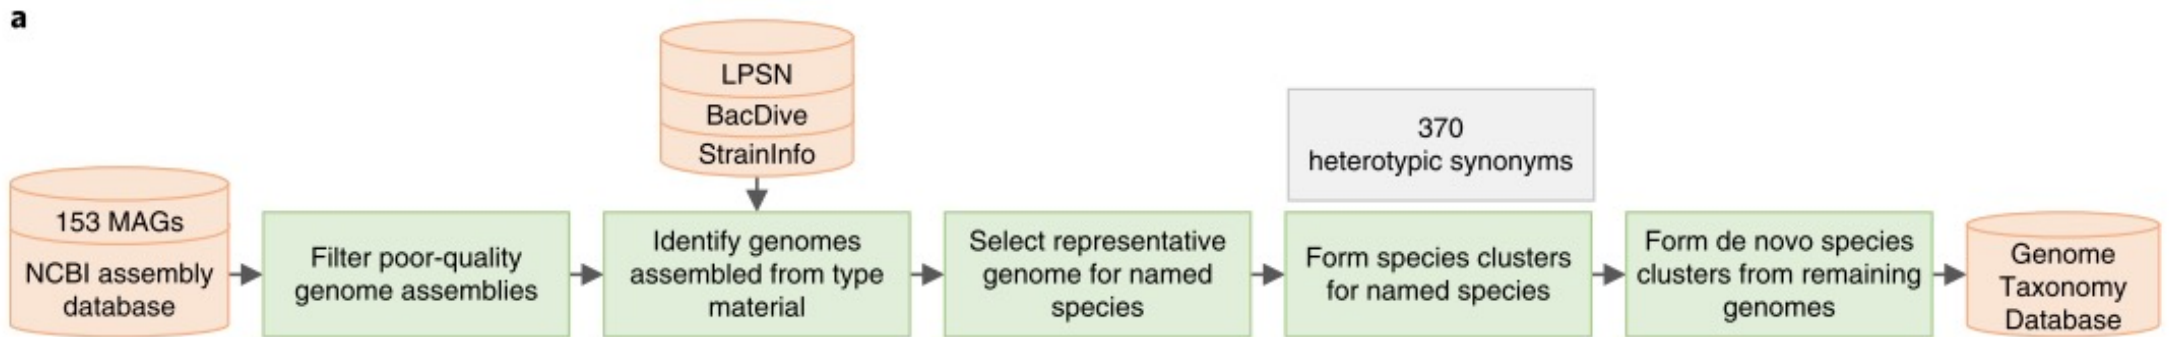 a
LPSN
BacDive
StrainInfo
370
heterotypic synonyms
153 MAGs
NCBI assembly
database
Filter poor-quality
genome assemblies
Identify genomes
assembled from type
material
Select representative
genome for named
species
Form species clusters
for named species
Form de novo species
clusters from remaining
genomes
Genome
Taxonomy
Database